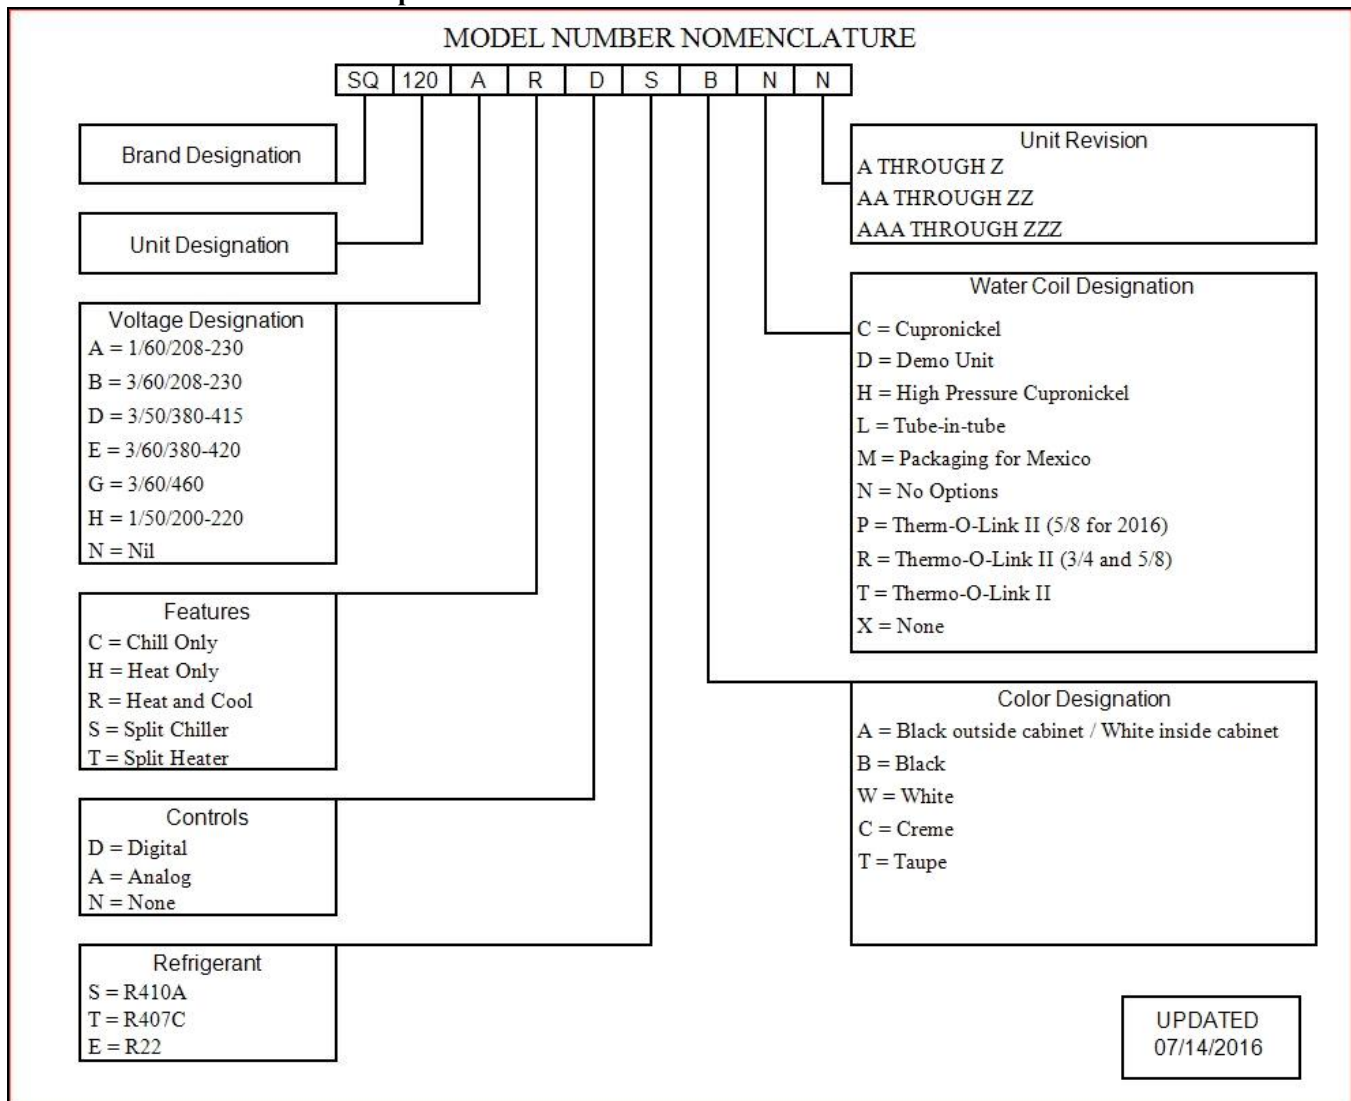 MODEL NUMBER NOMENCLATURE
SQ 120 A R D S B N N
Brand Designation
Unit Designation
Voltage Designation
A = 1/60/208-230
B = 3/60/208-230
D = 3/50/380-415
E = 3/60/380-420
G = 3/60/460
H = 1/50/200-220
N = Nil
Features
C = Chill Only
H = Heat Only
R = Heat and Cool
S = Split Chiller
T = Split Heater
Controls
D = Digital
A = Analog
N = None
Refrigerant
S = R410A
T = R407C
E = R22
Unit Revision
A THROUGH Z
AA THROUGH ZZ
AAA THROUGH ZZZ
Water Coil Designation
C = Cupronickel
D = Demo Unit
H = High Pressure Cupronickel
L = Tube-in-tube
M = Packaging for Mexico
N = No Options
P = Therm-O-Link II (5/8 for 2016)
R = Thermo-O-Link II (3/4 and 5/8)
T = Thermo-O-Link II
X = None
Color Designation
A = Black outside cabinet / White inside cabinet
B = Black
W = White
C = Creme
T = Taupe
UPDATED
07/14/2016